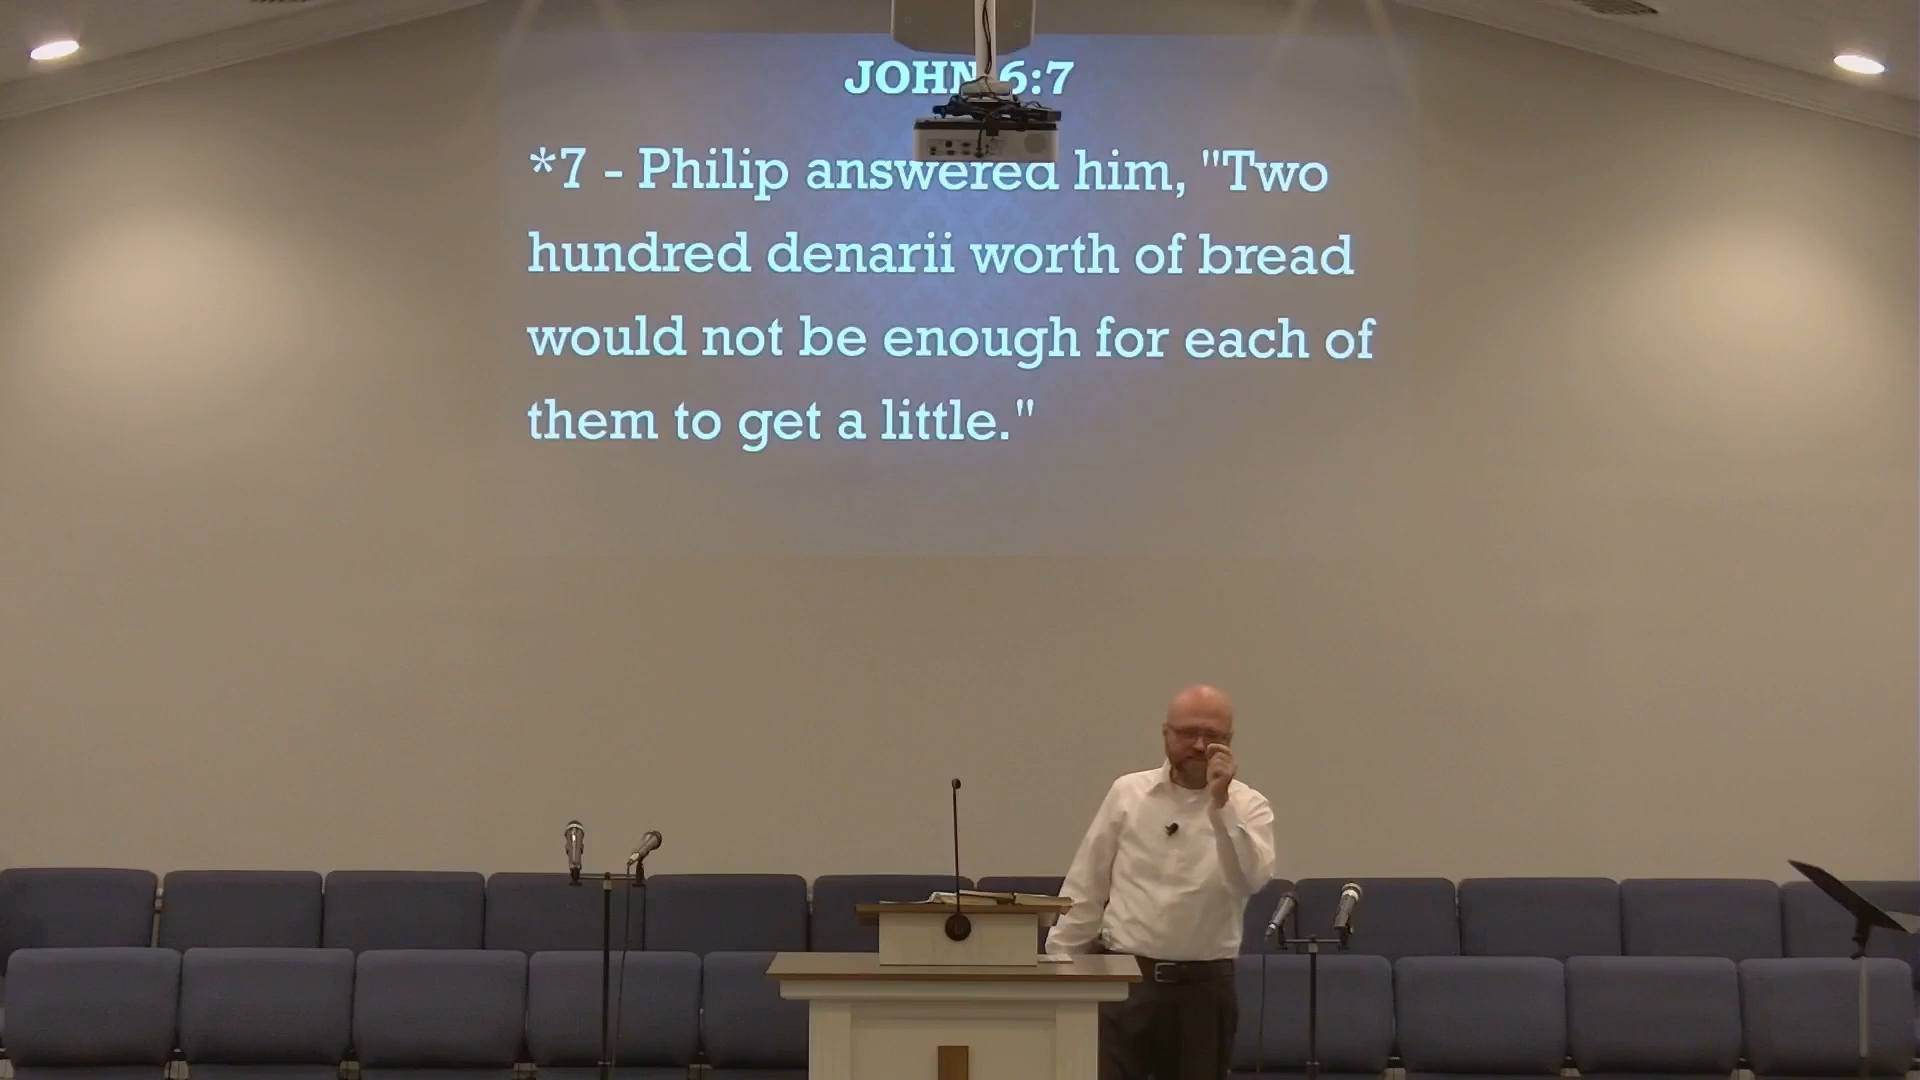 JOHN 6:7
*7 - Philip answered him, "Two
hundred denarii worth of bread
would not be enough for each of
them to get a little."